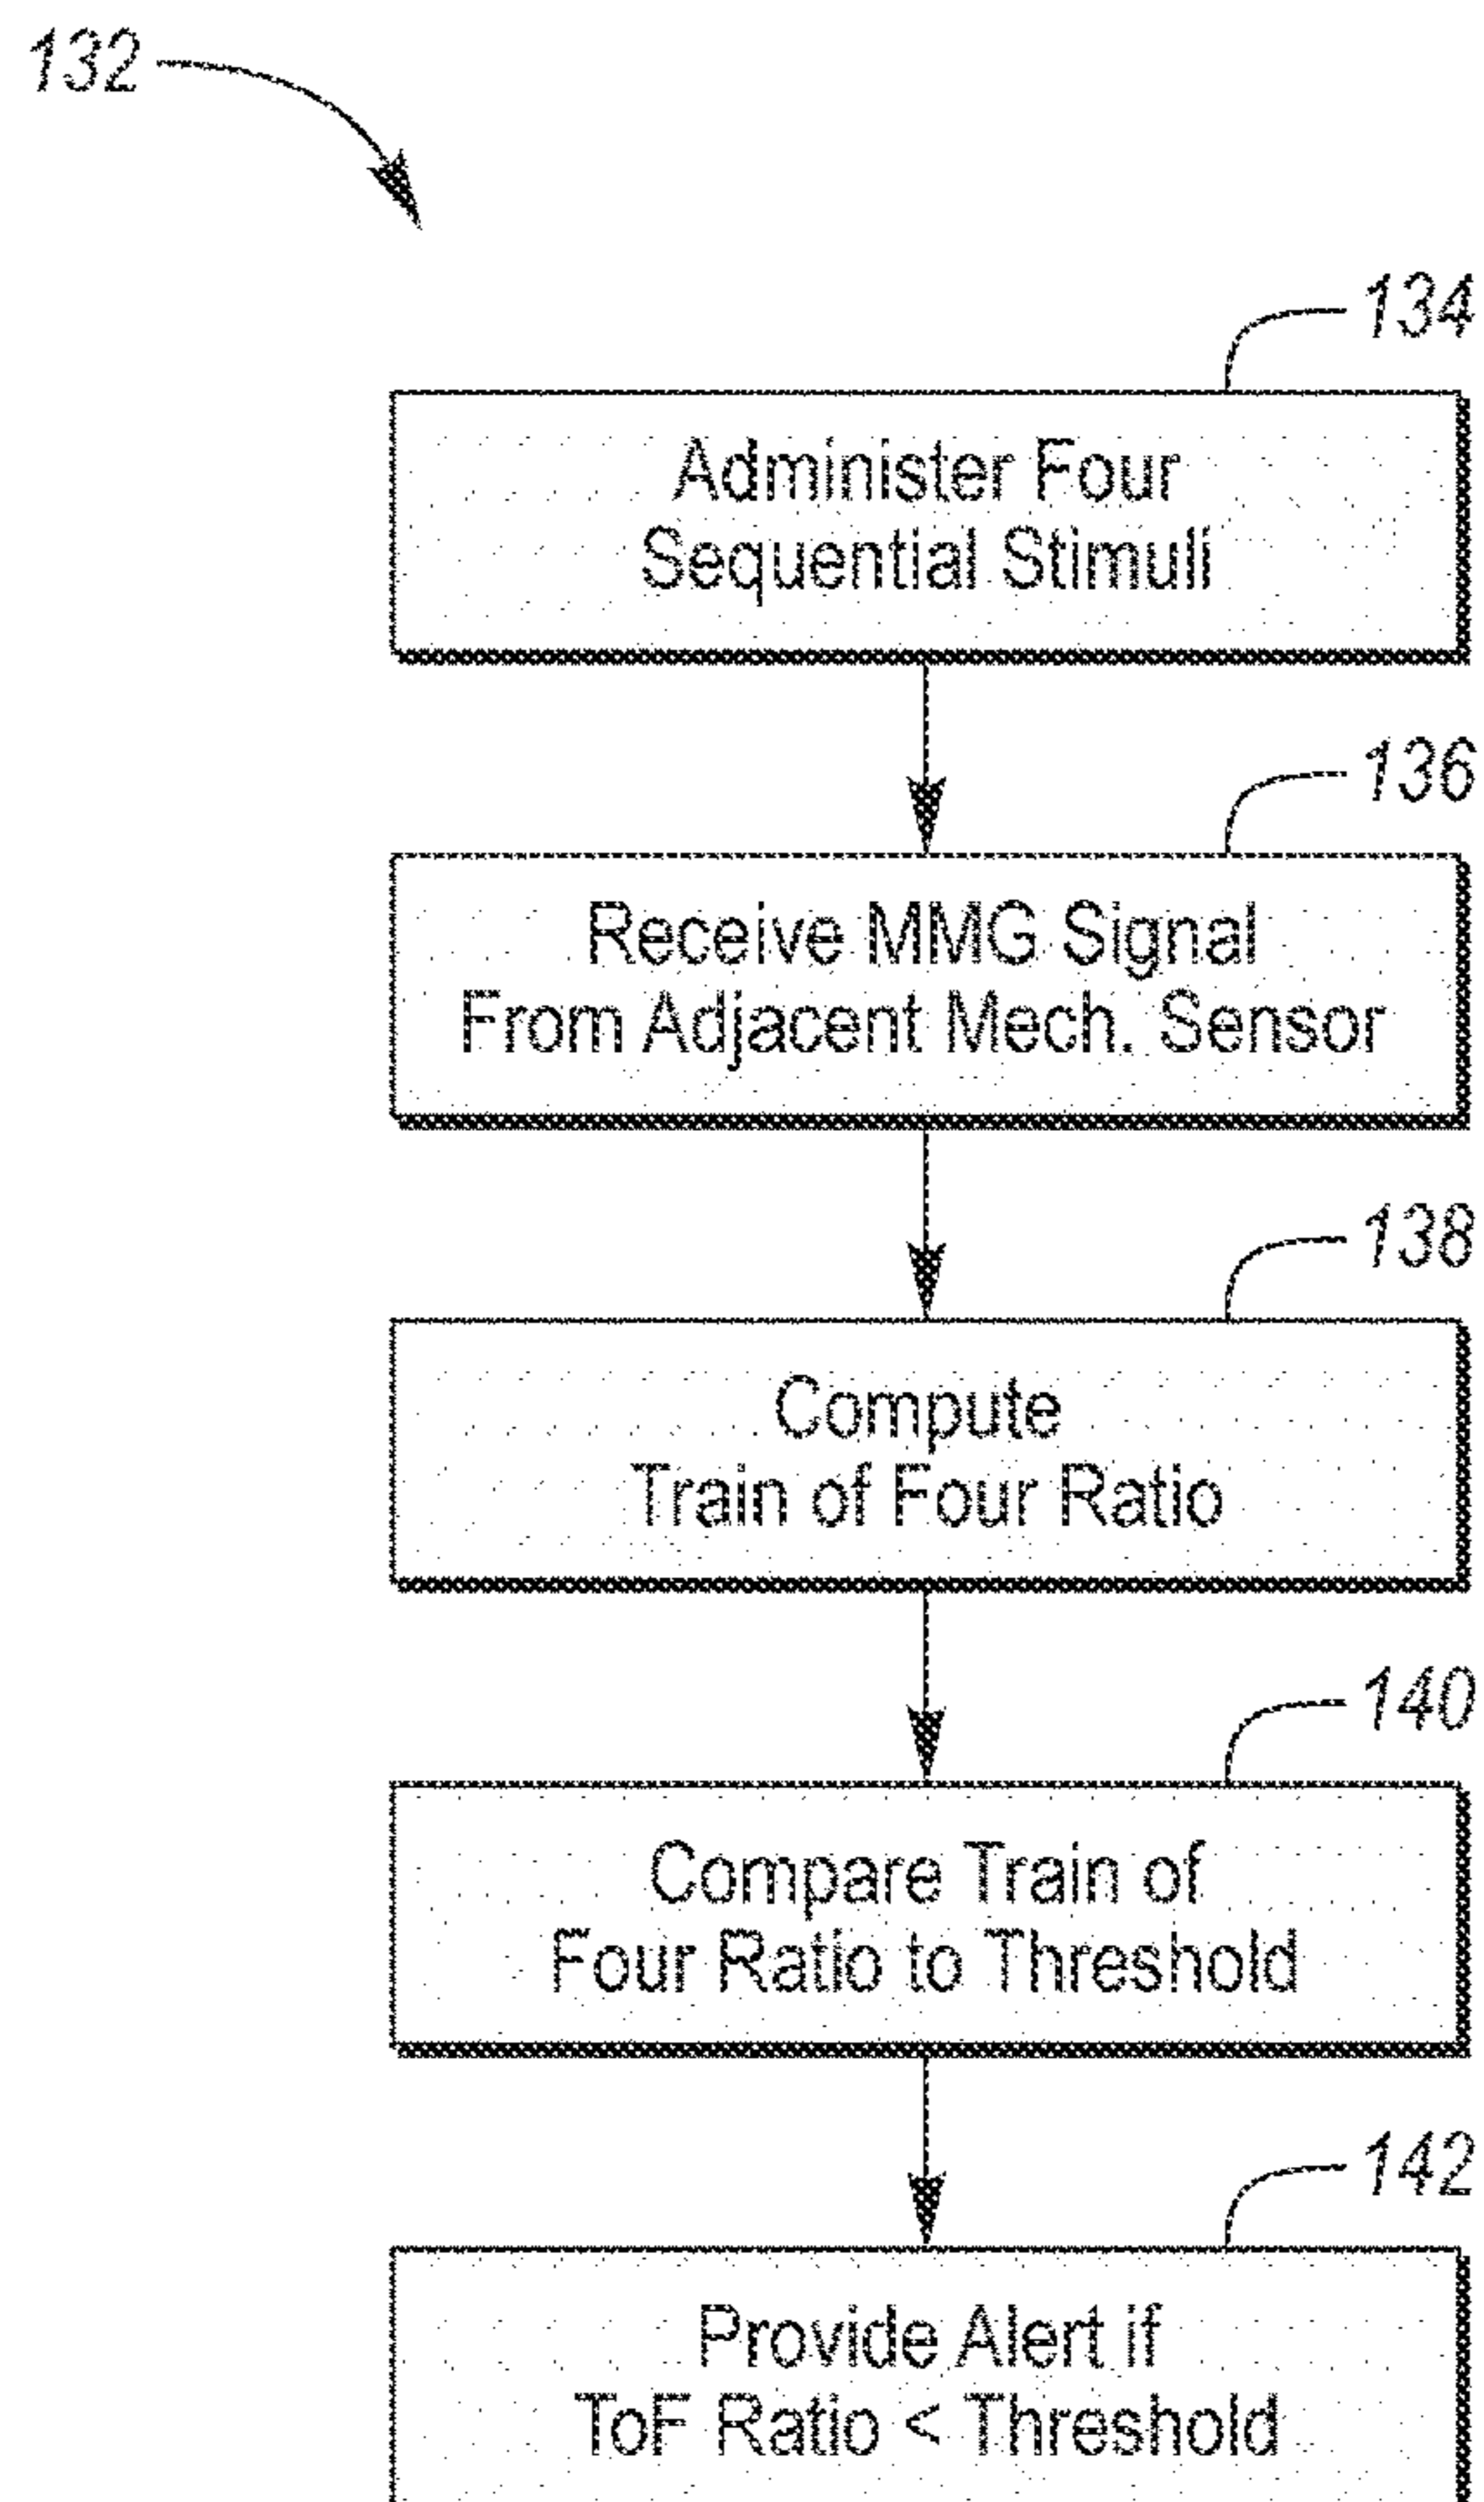 132
134
Administer Four
Sequential Stimuli
136
Receive MMG Signal
From Adjacent Mech. Sensor
138
Compute
Train of Four Ratio
140
Compare Train of
Four Ratio to Threshold
142
Provide Alert if
ToF Ratio < Threshold